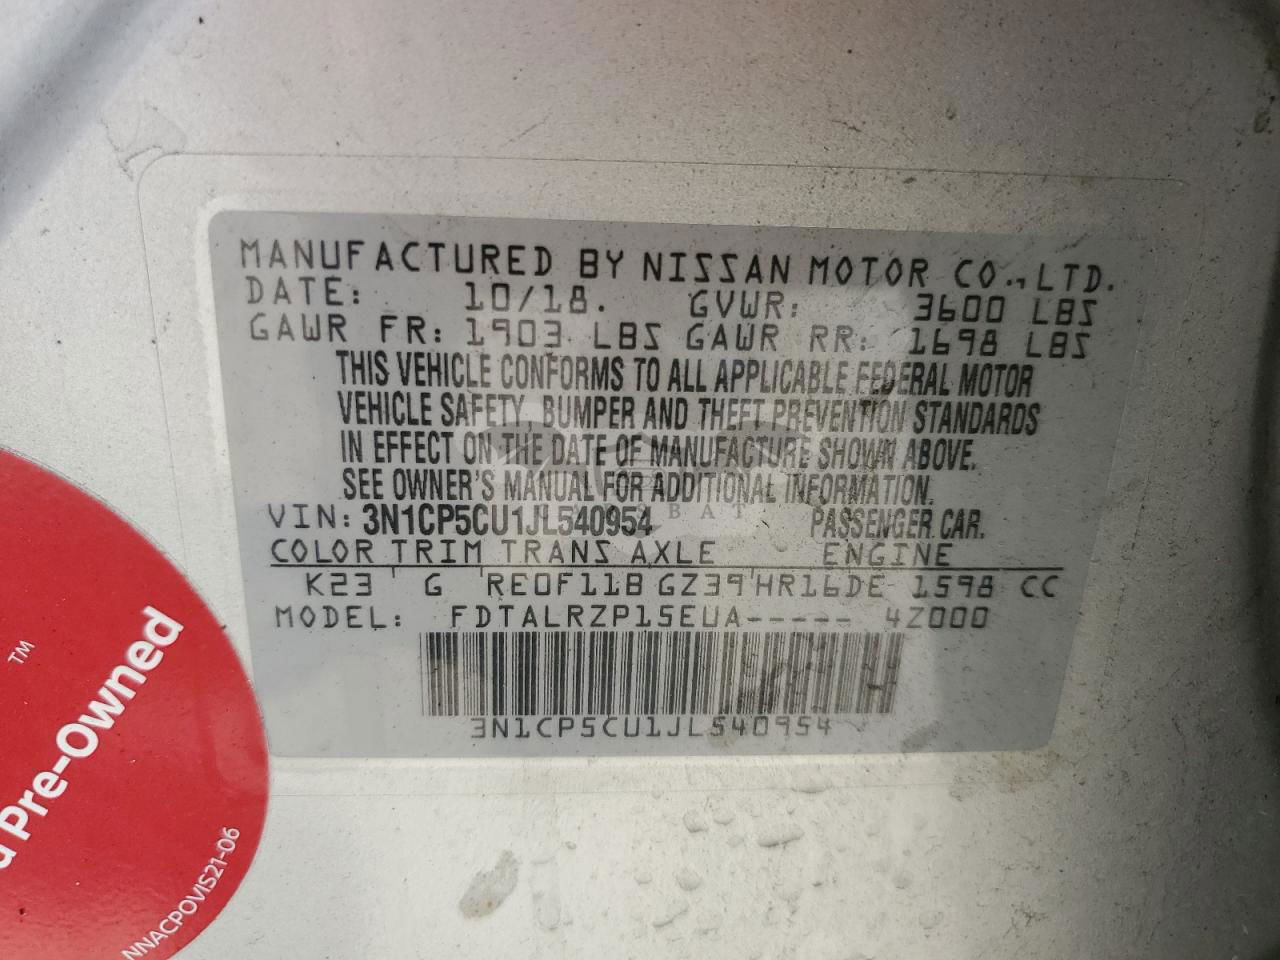 MANUFACTURED BY NISSAN MOTOR CO., LTD.
DATE: 10/18. GVWR: 3600 LBS
GAWR FR: 1903 LBS GAWR RR: 1698 LBS
THIS VEHICLE CONFORMS TO ALL APPLICABLE FEDERAL MOTOR
VEHICLE SAFETY, BUMPER AND THEFT PREVENTION STANDARDS
IN EFFECT ON THE DATE OF MANUFACTURE SHOWN ABOVE.
SEE OWNER'S MANUAL FOR ADDITIONAL INFORMATION.
VIN: 3N1CP5CU1JL540954 PASSENGER CAR.
COLOR TRIM TRANS AXLE ENGINE
K23 G RE0F11B GZ39 HR16DE 1598 CC
MODEL: FDTALRZP15EUA----- 4Z000
3N1CP5CU1JL540954
Pre-Owned
TM
NNACPOVIS21-06